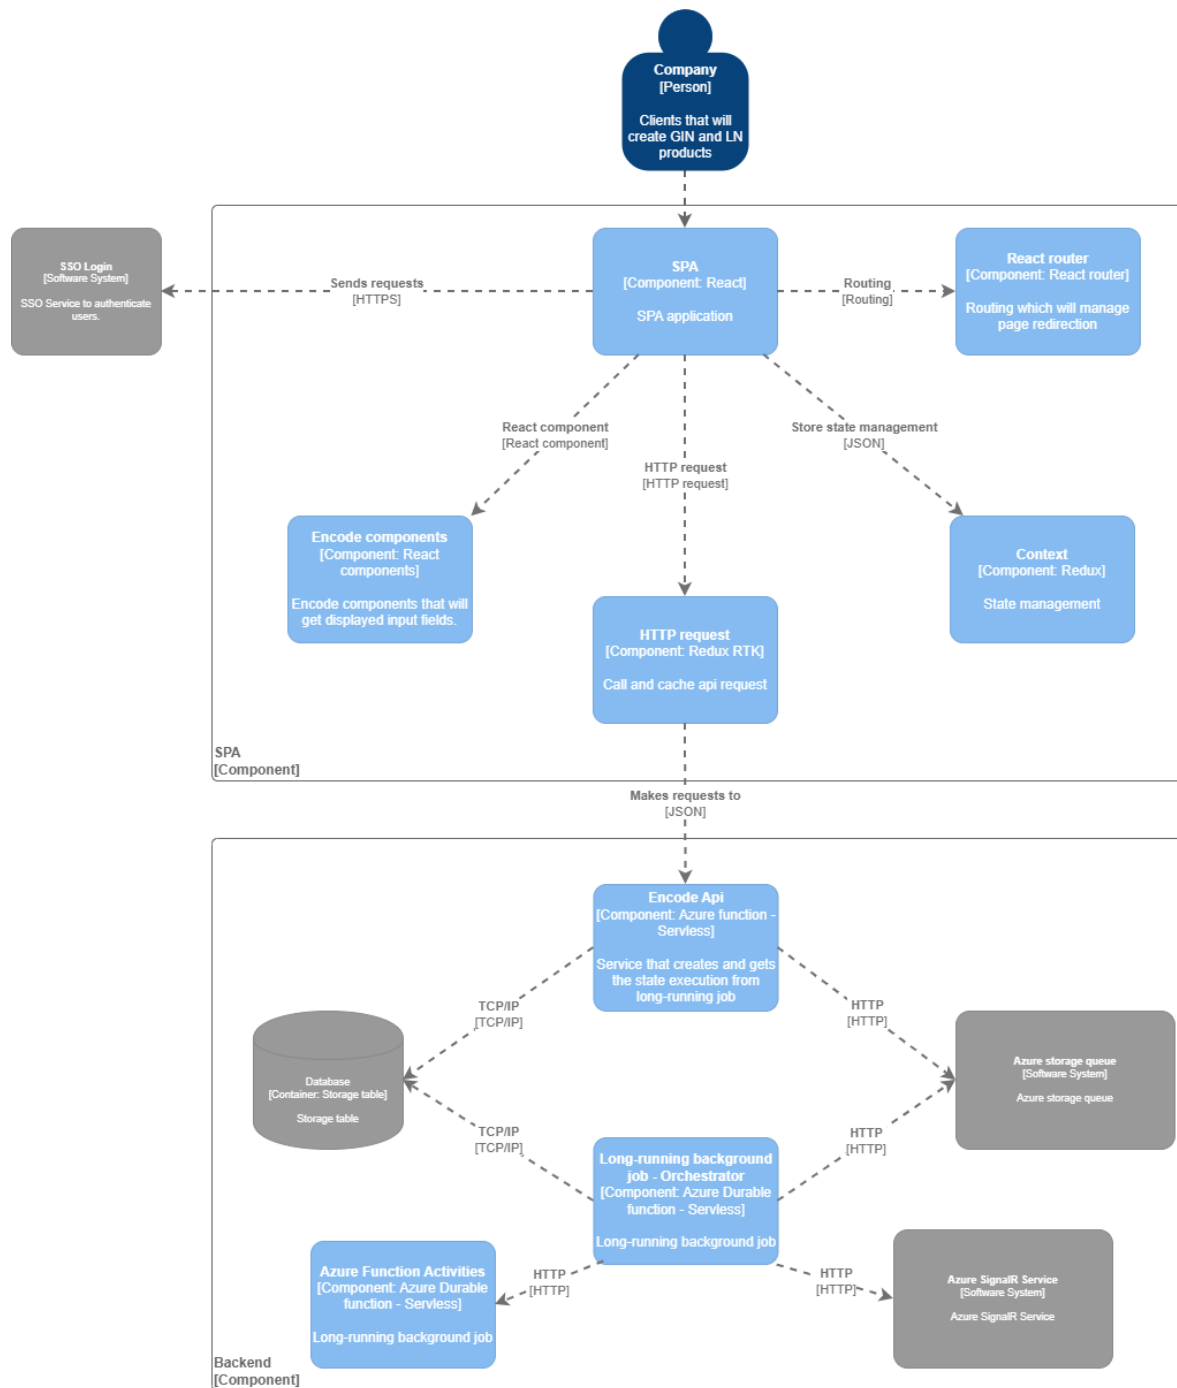 Company
[Person]
Clients that will
create GIN and LN
products
SSO Login
[Software System]
SSO Service to authenticate
users.
Sends requests
[HTTPS]
SPA
[Component: React]
SPA application
Routing
[Routing]
React router
[Component: React router]
Routing which will manage
page redirection
React component
[React component]
HTTP request
[HTTP request]
Store state management
[JSON]
Encode components
[Component: React
components]
Encode components that will
get displayed input fields.
HTTP request
[Component: Redux RTK]
Call and cache api request
Context
[Component: Redux]
State management
SPA
[Component]
Makes requests to
[JSON]
Encode Api
[Component: Azure function -
Servless]
Service that creates and gets
the state execution from
long-running job
TCP/IP
[TCP/IP]
HTTP
[HTTP]
Database
[Container: Storage table]
Storage table
Azure storage queue
[Software System]
Azure storage queue
TCP/IP
[TCP/IP]
HTTP
[HTTP]
Long-running background
job - Orchestrator
[Component: Azure Durable
function - Servless]
Long-running background job
Azure Function Activities
[Component: Azure Durable
function - Servless]
Long-running background job
HTTP
[HTTP]
HTTP
[HTTP]
Azure SignalR Service
[Software System]
Azure SignalR Service
Backend
[Component]